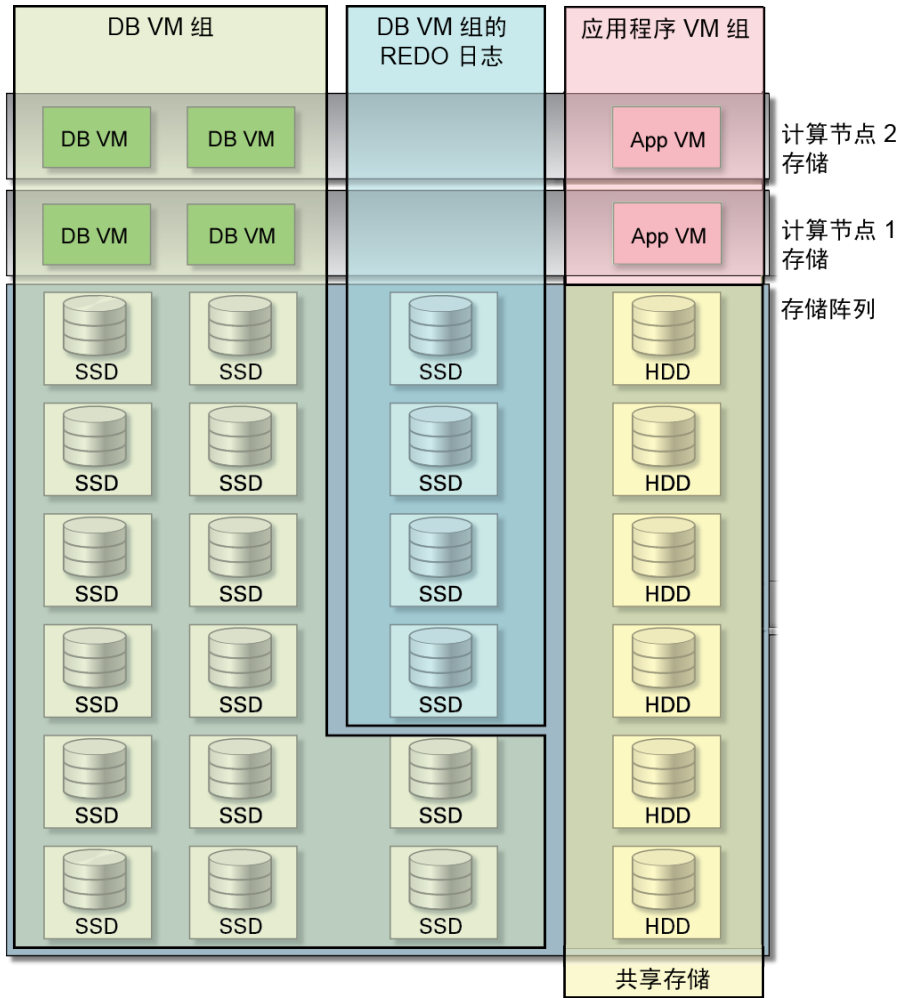 DB VM 组
DB VM 组的
REDO 日志
应用程序 VM 组
DB VM
DB VM
App VM
计算节点 2
存储
DB VM
DB VM
App VM
计算节点 1
存储
存储阵列
SSD
SSD
SSD
HDD
SSD
SSD
SSD
HDD
SSD
SSD
SSD
HDD
SSD
SSD
SSD
HDD
SSD
SSD
SSD
HDD
SSD
SSD
SSD
HDD
共享存储